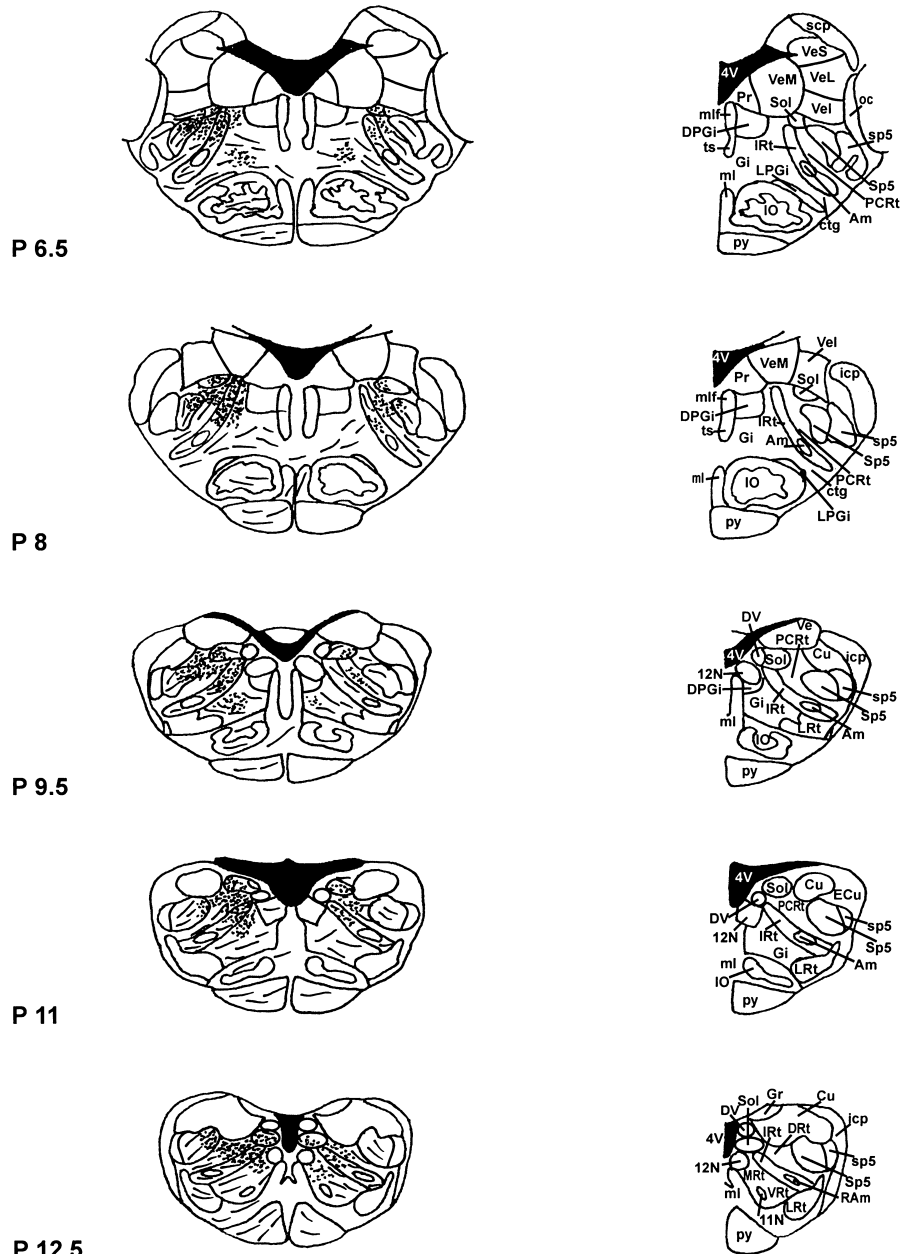 scp
VeS
4V
VeM
VeL
Pr
Sol
Vel
oc
mlf
DPGi
sp5
ts
IRt
Gi
LPGi
ml
Sp5
PCRt
IO
Am
ctg
py
P 6.5
Vel
4V
VeM
icp
Pr
Sol
mlf
DPGi
IRt
ts
Gi
Am
sp5
Sp5
ml
IO
PCRt
ctg
LPGi
py
P 8
DV
Ve
PCRt
4V
Sol
Cu
icp
12N
DPGi
sp5
Gi
IRt
Sp5
ml
LRt
Am
IO
py
P 9.5
4V
Sol
Cu
ECu
PCRt
DV
sp5
12N
IRt
Sp5
Gi
ml
LRt
Am
IO
py
P 11
Gr
Cu
Sol
DV
icp
4V
IRt
DRt
12N
sp5
MRt
Sp5
ml
VRt
RAm
LRt
11N
py
P 12.5